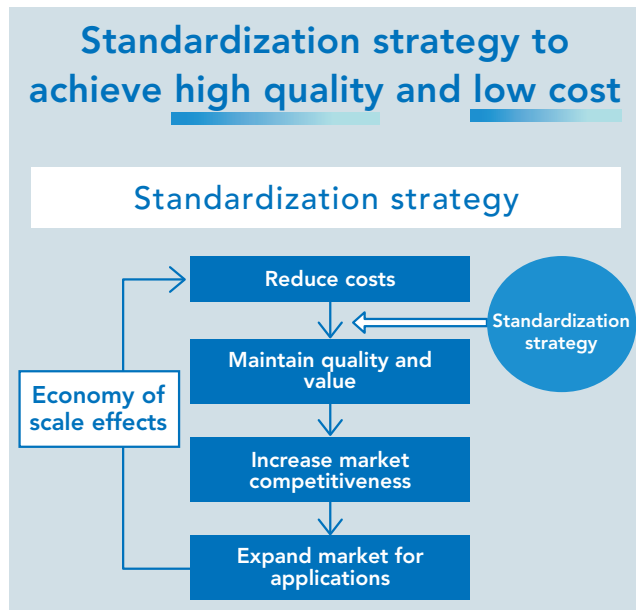 Standardization strategy to
achieve high quality and low cost
Standardization strategy
Reduce costs
Standardization
strategy
Maintain quality and
value
Economy of
scale effects
Increase market
competitiveness
Expand market for
applications